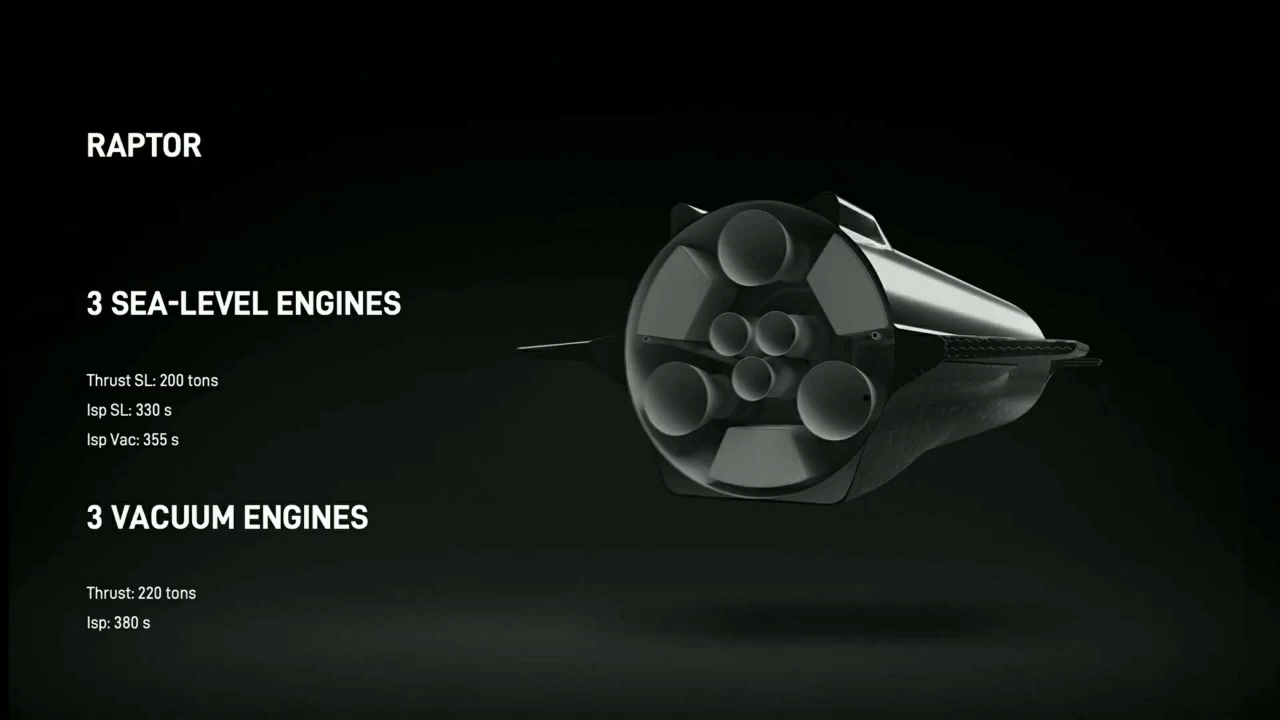 RAPTOR
3 SEA-LEVEL ENGINES
Thrust SL: 200 tons
Isp SL: 330 s
Isp Vac: 355 s
3 VACUUM ENGINES
Thrust: 220 tons
Isp: 380 s